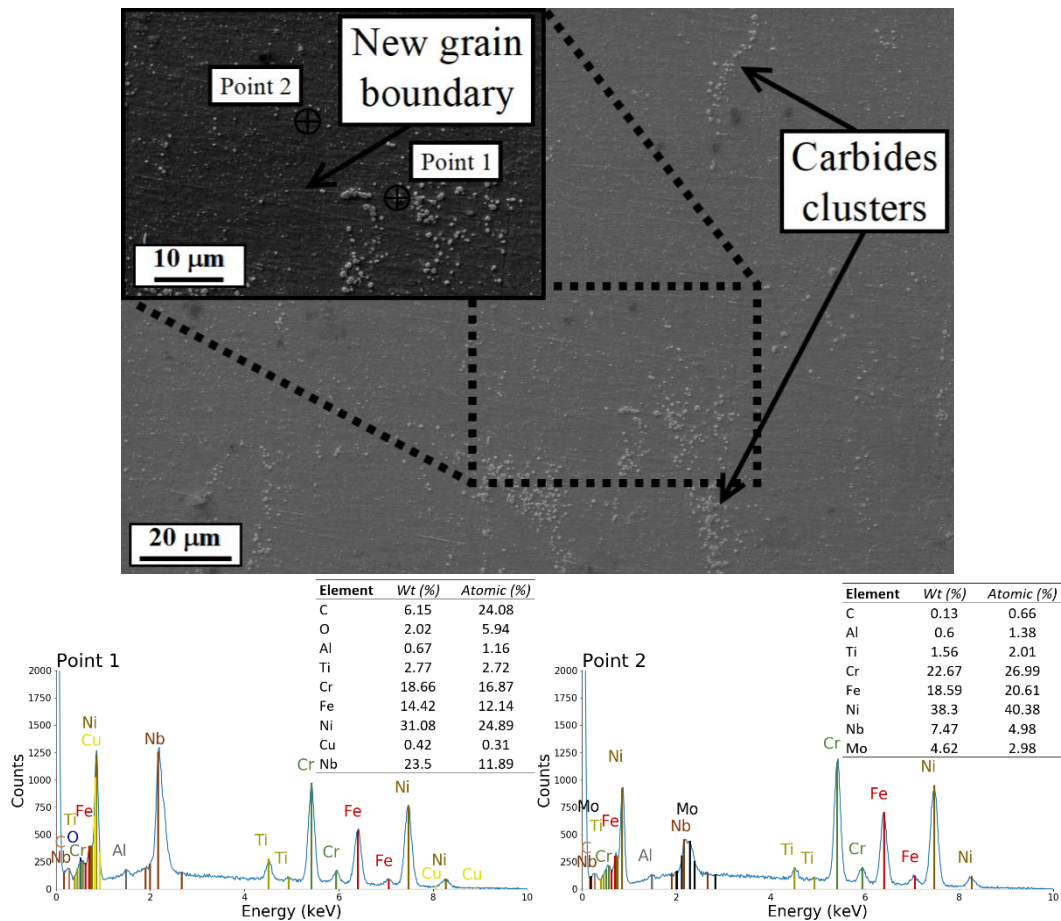 New grain
boundary
Point 2
Point 1
10 µm
Carbides
clusters
20 µm
Element Wt (%) Atomic (%)
C 6.15 24.08
O 2.02 5.94
Al 0.67 1.16
Ti 2.77 2.72
Cr 18.66 16.87
Fe 14.42 12.14
Ni 31.08 24.89
Cu 0.42 0.31
Nb 23.5 11.89
Point 1
2000
1750
1500
1250
1000
750
500
250
0
Counts
Ni
Cu
Nb
Cr
Ni
Fe
Ti
Fe
O
C
Cr
Nb
Al
Ti
Ti
Cr
Fe
Ni
Cu
Cu
0 2 4 6 8 10
Energy (keV)
Element Wt (%) Atomic (%)
C 0.13 0.66
Al 0.6 1.38
Ti 1.56 2.01
Cr 22.67 26.99
Fe 18.59 20.61
Ni 38.3 40.38
Nb 7.47 4.98
Mo 4.62 2.98
Point 2
2000
1750
1500
1250
1000
750
500
250
0
Counts
Ni
Cr
Ni
Fe
Mo
Mo
Ti
Fe
Nb
C
Cr
Nb
Al
Ti
Ti
Cr
Fe
Ni
0 2 4 6 8 10
Energy (keV)